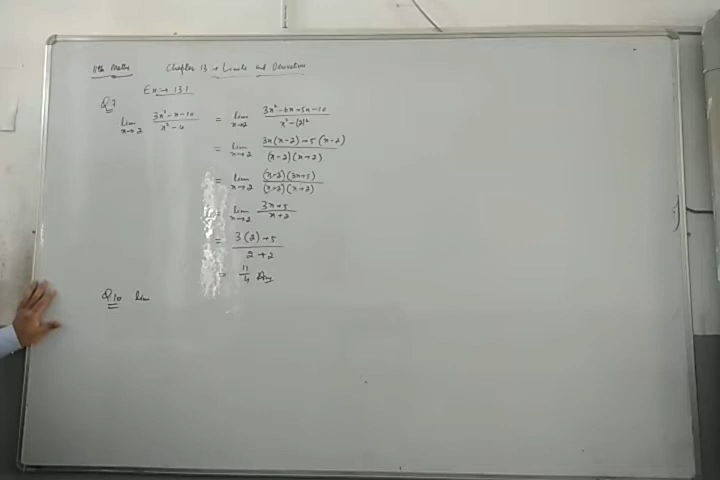 11th Maths Chapter 13 → Limits and Derivatives
Ex:→ 13.1
Q.7
lim x→2 (3x²-x-10)/(x²-4) = lim x→2 (3x²-6x+5x-10)/(x²-(2)²)
= lim x→2 (3x(x-2)+5(x-2))/((x-2)(x+2))
= lim x→2 ((x-2)(3x+5))/((x-2)(x+2))
= lim x→2 (3x+5)/(x+2)
= (3(2)+5)/(2+2)
= 11/4 Ans
Q.10 lim